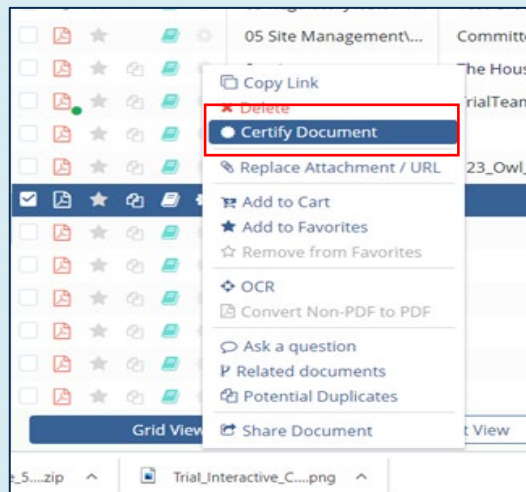 05 Site Management\... Committe
The Hous
Copy Link
Delete
TrialTeam
Certify Document
Replace Attachment / URL
23_Owl_
Add to Cart
Add to Favorites
Remove from Favorites
OCR
Convert Non-PDF to PDF
Ask a question
Related documents
Potential Duplicates
Share Document
Grid View
t View
e_5....zip
Trial_Interactive_C....png